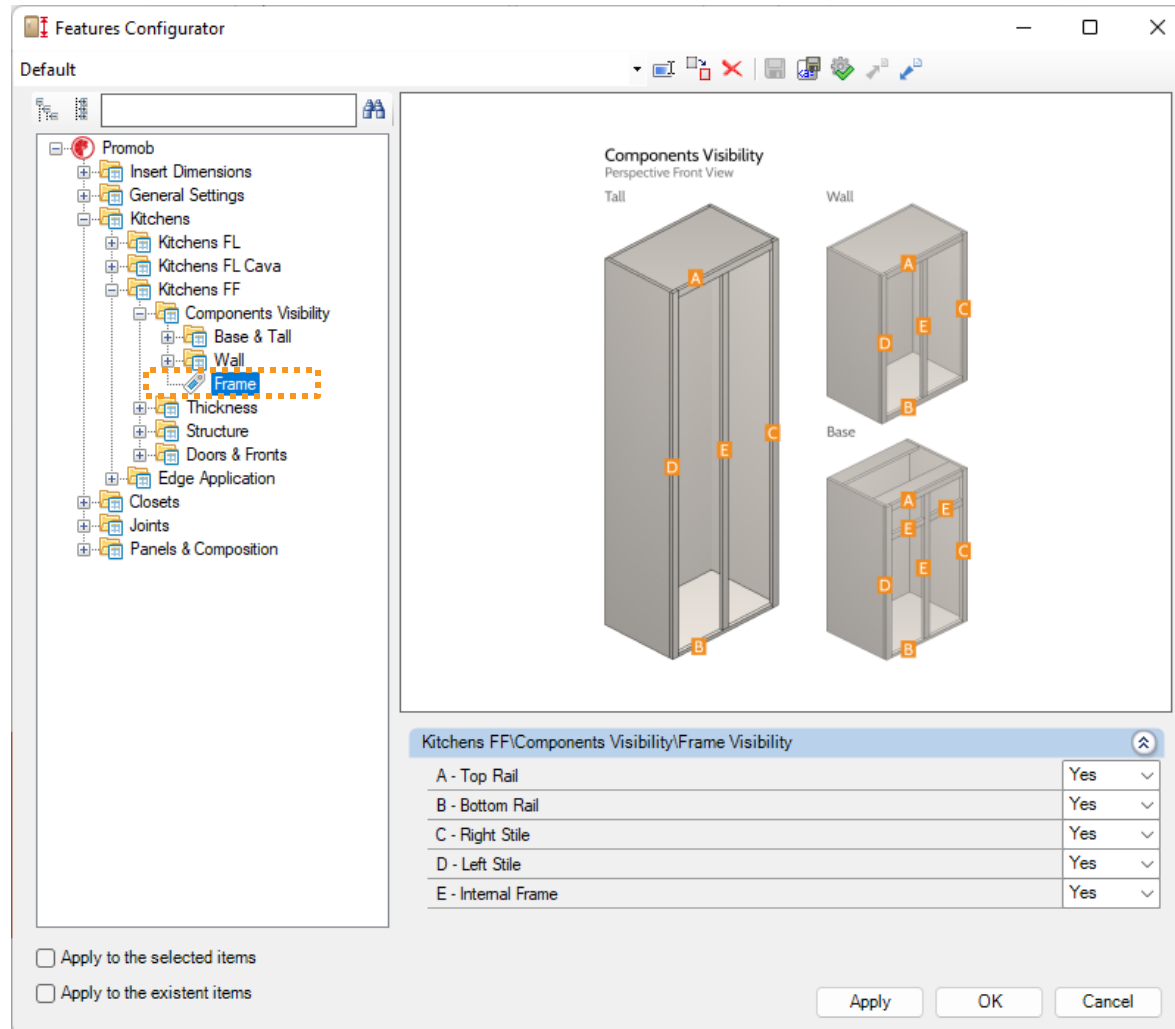 Features Configurator
Default
Promob
Insert Dimensions
General Settings
Kitchens
Kitchens FL
Kitchens FL Cava
Kitchens FF
Components Visibility
Base & Tall
Wall
Frame
Thickness
Structure
Doors & Fronts
Edge Application
Closets
Joints
Panels & Composition
Components Visibility
Perspective Front View
Tall
A
C
E
D
B
Wall
A
C
E
D
B
Base
A
E
E
C
E
D
B
Kitchens FF\Components Visibility\Frame Visibility
A - Top Rail Yes
B - Bottom Rail Yes
C - Right Stile Yes
D - Left Stile Yes
E - Internal Frame Yes
Apply to the selected items
Apply to the existent items
Apply OK Cancel